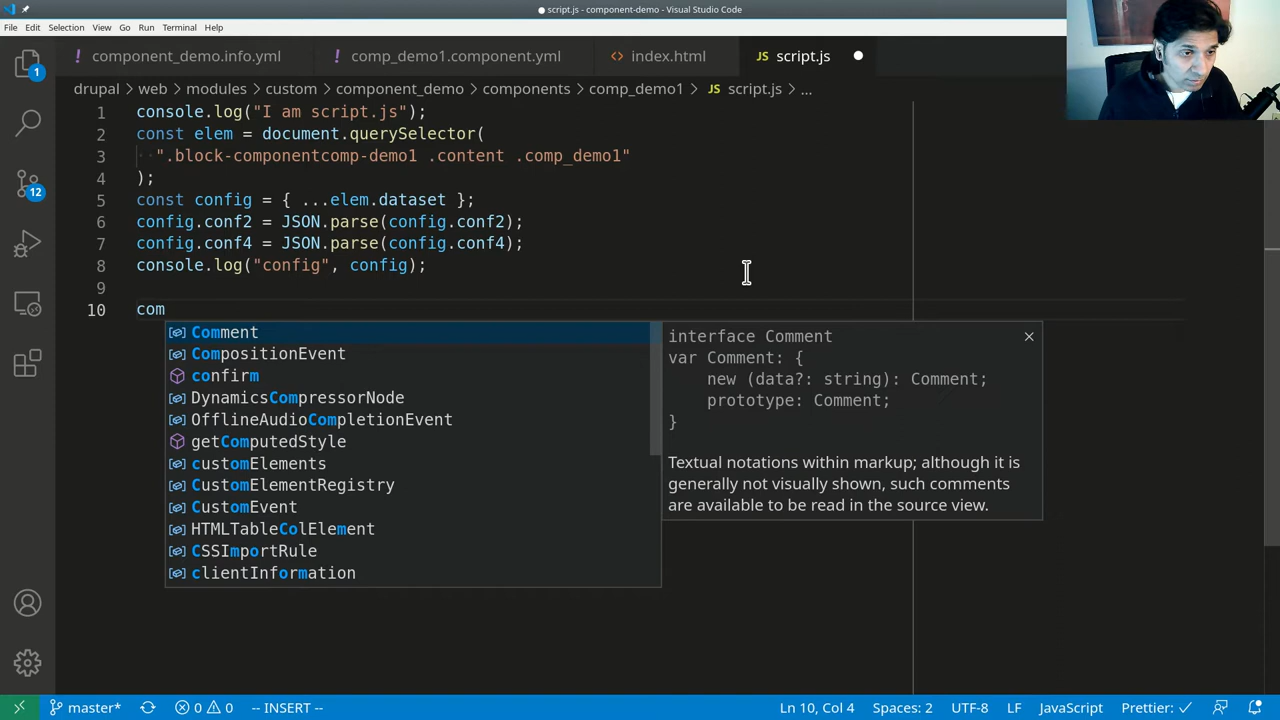 script.js - component-demo - Visual Studio Code
File Edit Selection View Go Run Terminal Help
component_demo.info.yml comp_demo1.component.yml index.html JS script.js
drupal > web > modules > custom > component_demo > components > comp_demo1 > JS script.js > ...
1 console.log("I am script.js");
2 const elem = document.querySelector(
3 ".block-componentcomp-demo1 .content .comp_demo1"
4 );
5 const config = { ...elem.dataset };
6 config.conf2 = JSON.parse(config.conf2);
7 config.conf4 = JSON.parse(config.conf4);
8 console.log("config", config);
9
10 com
Comment
CompositionEvent
confirm
DynamicsCompressorNode
OfflineAudioCompletionEvent
getComputedStyle
customElements
CustomElementRegistry
CustomEvent
HTMLTableColElement
CSSImportRule
clientInformation
interface Comment
var Comment: {
new (data?: string): Comment;
prototype: Comment;
}
Textual notations within markup; although it is
generally not visually shown, such comments
are available to be read in the source view.
1
12
master* 0 0 -- INSERT -- Ln 10, Col 4 Spaces: 2 UTF-8 LF JavaScript Prettier: ✓